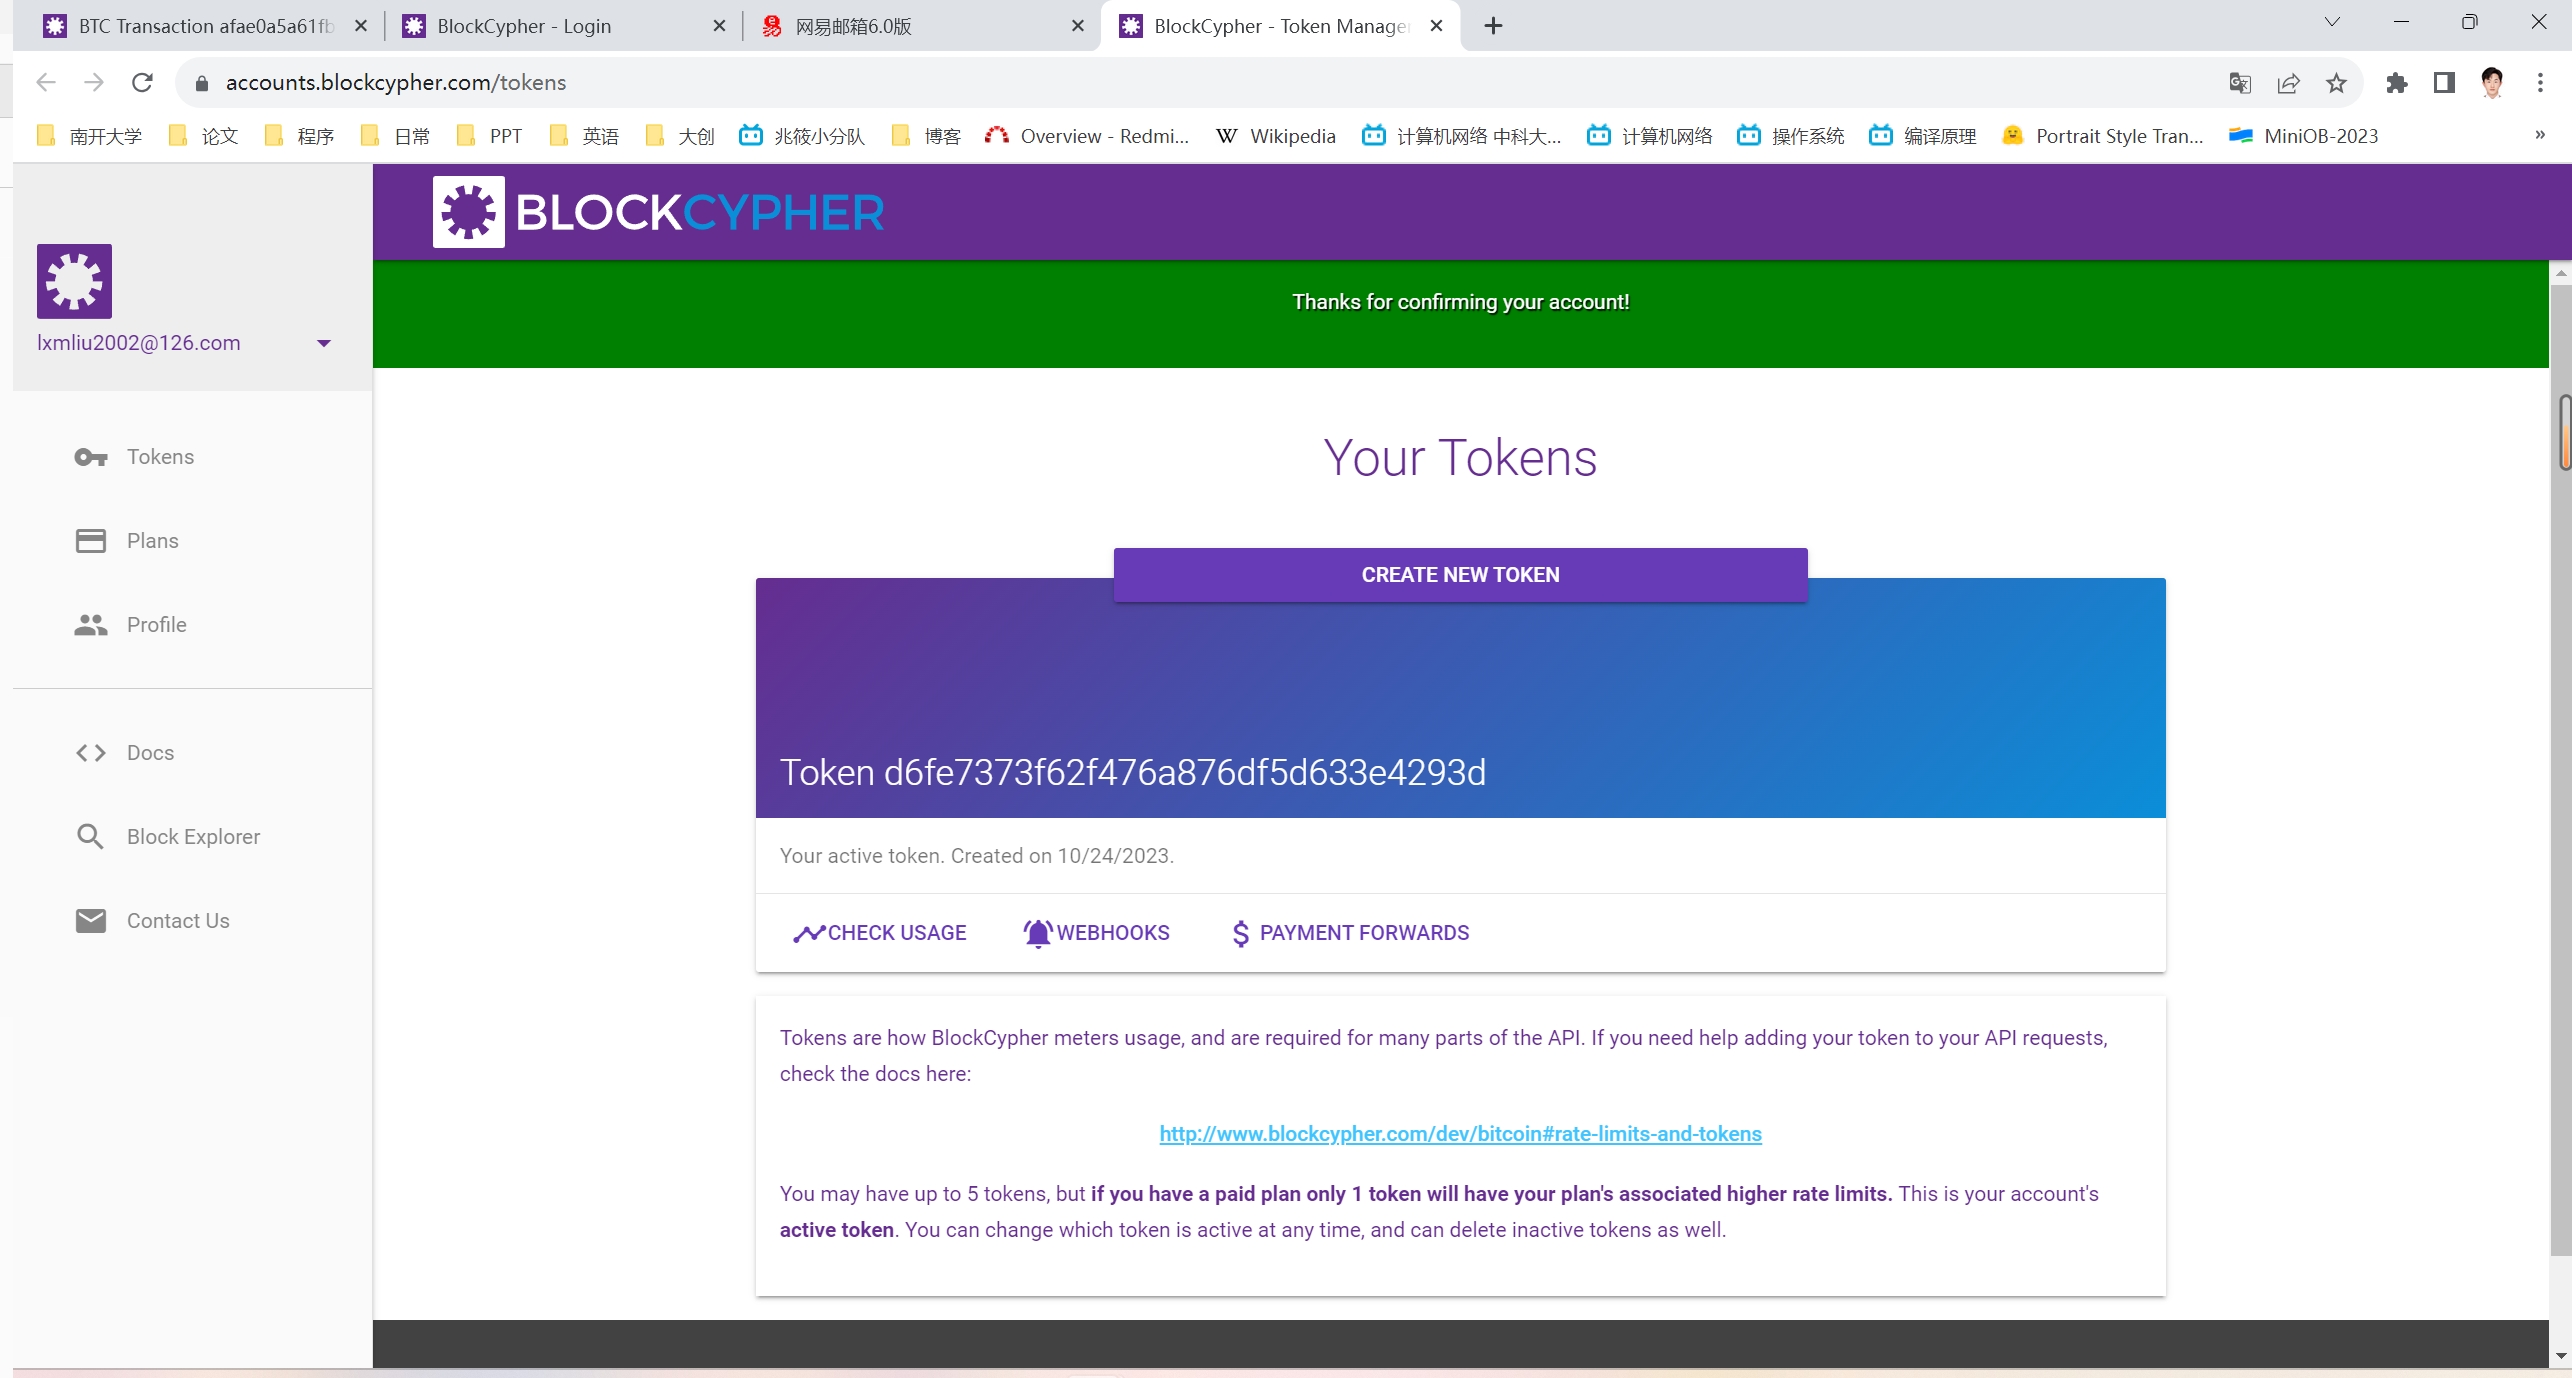 BTC Transaction afae0a5a61fb
BlockCypher - Login
网易邮箱6.0版
BlockCypher - Token Manage
accounts.blockcypher.com/tokens
南开大学 论文 程序 日常 PPT 英语 大创 兆筱小分队 博客 Overview - Redmi... Wikipedia 计算机网络 中科大... 计算机网络 操作系统 编译原理 Portrait Style Tran... MiniOB-2023 »
BLOCKCYPHER
lxmliu2002@126.com
Tokens
Plans
Profile
Docs
Block Explorer
Contact Us
Thanks for confirming your account!
Your Tokens
CREATE NEW TOKEN
Token d6fe7373f62f476a876df5d633e4293d
Your active token. Created on 10/24/2023.
CHECK USAGE WEBHOOKS PAYMENT FORWARDS
Tokens are how BlockCypher meters usage, and are required for many parts of the API. If you need help adding your token to your API requests,
check the docs here:
http://www.blockcypher.com/dev/bitcoin#rate-limits-and-tokens
You may have up to 5 tokens, but if you have a paid plan only 1 token will have your plan's associated higher rate limits. This is your account's
active token. You can change which token is active at any time, and can delete inactive tokens as well.